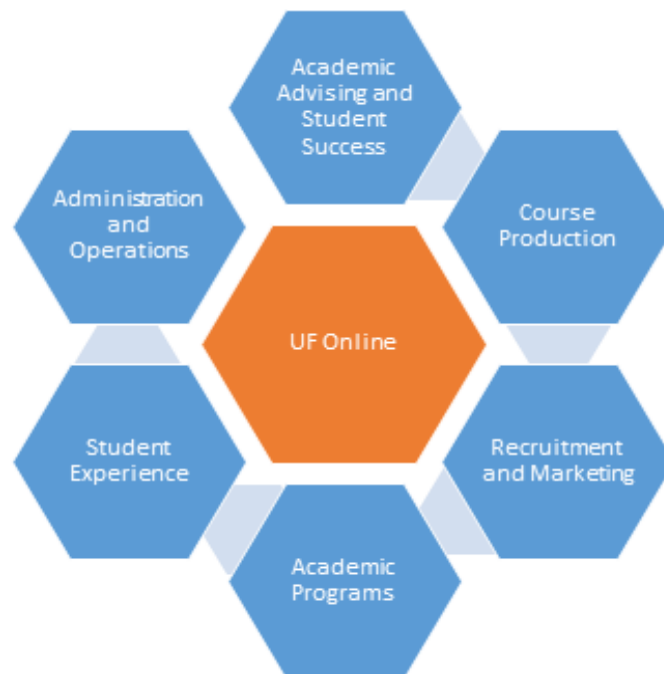 Academic
Advising and
Student
Success
Course
Production
Recruitment
and Marketing
Academic
Programs
Student
Experience
Administration
and
Operations
UF Online